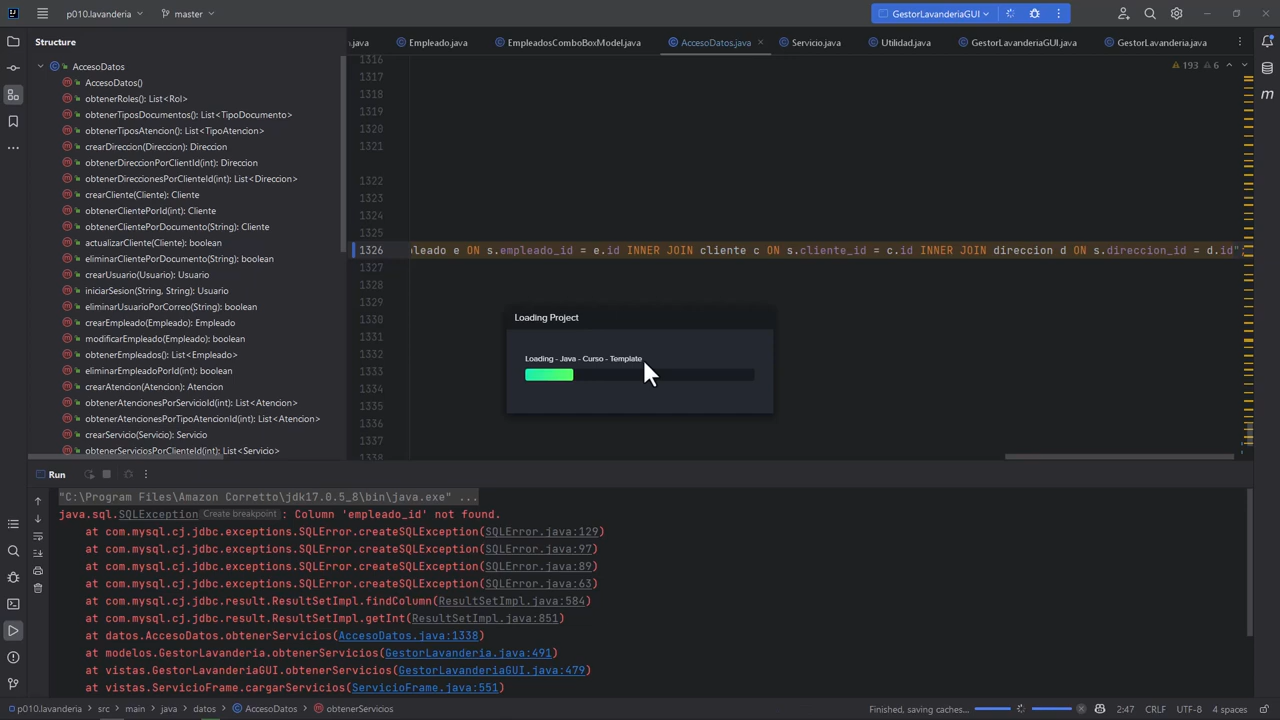 p010.lavanderia
master
GestorLavanderiaGUI
Structure
.java
Empleado.java
EmpleadosComboBoxModel.java
AccesoDatos.java
Servicio.java
Utilidad.java
GestorLavanderiaGUI.java
GestorLavanderia.java
AccesoDatos
AccesoDatos()
obtenerRoles(): List<Rol>
obtenerTiposDocumentos(): List<TipoDocumento>
obtenerTiposAtencion(): List<TipoAtencion>
crearDireccion(Direccion): Direccion
obtenerDireccionPorClientId(int): Direccion
obtenerDireccionesPorClienteId(int): List<Direccion>
crearCliente(Cliente): Cliente
obtenerClientePorId(int): Cliente
obtenerClientePorDocumento(String): Cliente
actualizarCliente(Cliente): boolean
eliminarClientePorDocumento(String): boolean
crearUsuario(Usuario): Usuario
iniciarSesion(String, String): Usuario
eliminarUsuarioPorCorreo(String): boolean
crearEmpleado(Empleado): Empleado
modificarEmpleado(Empleado): boolean
obtenerEmpleados(): List<Empleado>
eliminarEmpleadoPorId(int): boolean
crearAtencion(Atencion): Atencion
obtenerAtencionesPorServicioId(int): List<Atencion>
obtenerAtencionesPorTipoAtencionId(int): List<Atencion>
crearServicio(Servicio): Servicio
obtenerServiciosPorClienteId(int): List<Servicio>
193 6
1316
1317
1318
1319
1320
1321
1322
1323
1324
1325
1326 pleado e ON s.empleado_id = e.id INNER JOIN cliente c ON s.cliente_id = c.id INNER JOIN direccion d ON s.direccion_id = d.id";
1327
1328
1329
1330
1331
1332
1333
1334
1335
1336
1337
1338
Loading Project
Loading - Java - Curso - Template
Run
"C:\Program Files\Amazon Corretto\jdk17.0.5_8\bin\java.exe" ...
java.sql.SQLException Create breakpoint : Column 'empleado_id' not found.
at com.mysql.cj.jdbc.exceptions.SQLError.createSQLException(SQLError.java:129)
at com.mysql.cj.jdbc.exceptions.SQLError.createSQLException(SQLError.java:97)
at com.mysql.cj.jdbc.exceptions.SQLError.createSQLException(SQLError.java:89)
at com.mysql.cj.jdbc.exceptions.SQLError.createSQLException(SQLError.java:63)
at com.mysql.cj.jdbc.result.ResultSetImpl.findColumn(ResultSetImpl.java:584)
at com.mysql.cj.jdbc.result.ResultSetImpl.getInt(ResultSetImpl.java:851)
at datos.AccesoDatos.obtenerServicios(AccesoDatos.java:1338)
at modelos.GestorLavanderia.obtenerServicios(GestorLavanderia.java:491)
at vistas.GestorLavanderiaGUI.obtenerServicios(GestorLavanderiaGUI.java:479)
at vistas.ServicioFrame.cargarServicios(ServicioFrame.java:551)
p010.lavanderia > src > main > java > datos > AccesoDatos > obtenerServicios
Finished, saving caches...
2:47 CRLF UTF-8 4 spaces